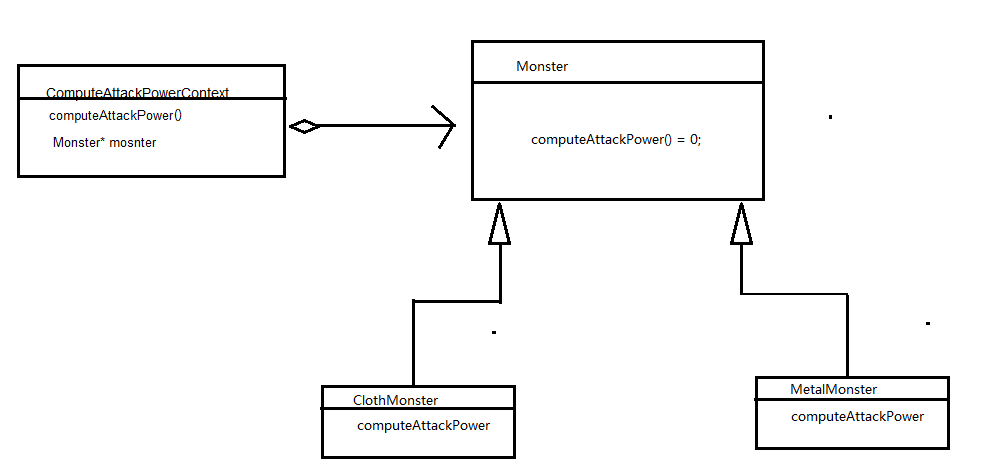 ComputeAttackPowerContext
computeAttackPower()
Monster* mosnter
Monster
computeAttackPower() = 0;
ClothMonster
computeAttackPower
MetalMonster
computeAttackPower